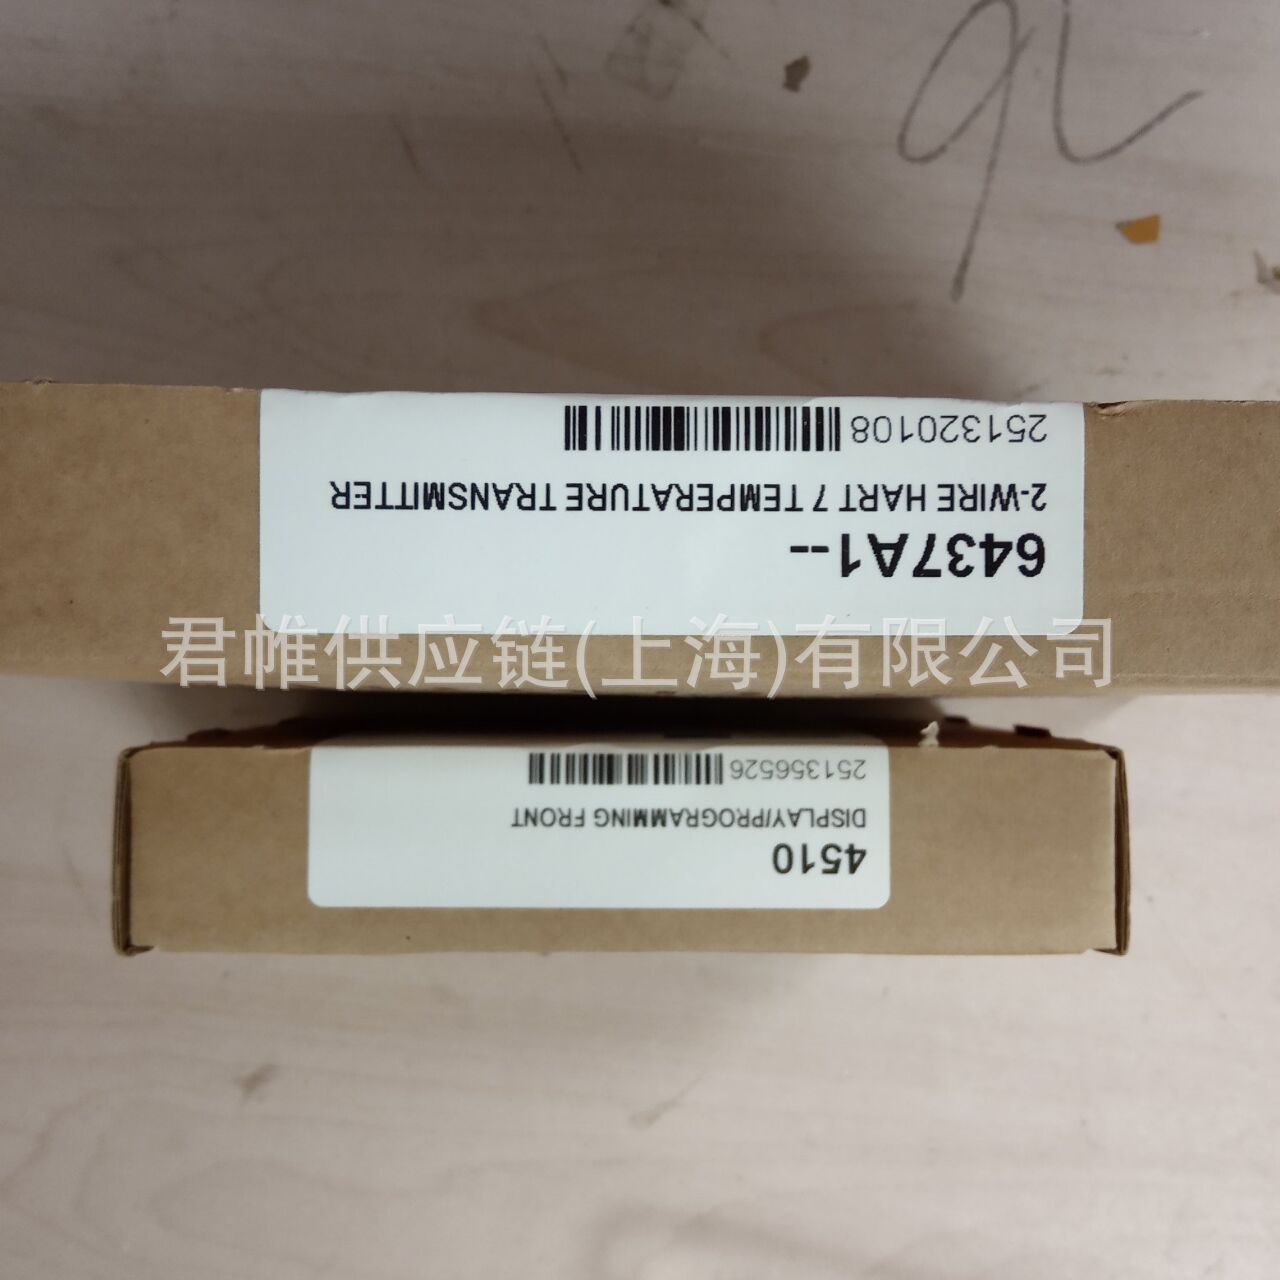 6437A1--
2-WIRE HART 7 TEMPERATURE TRANSMITTER
251320108
君帷供应链(上海)有限公司
4510
DISPLAY/PROGRAMMING FRONT
251356526